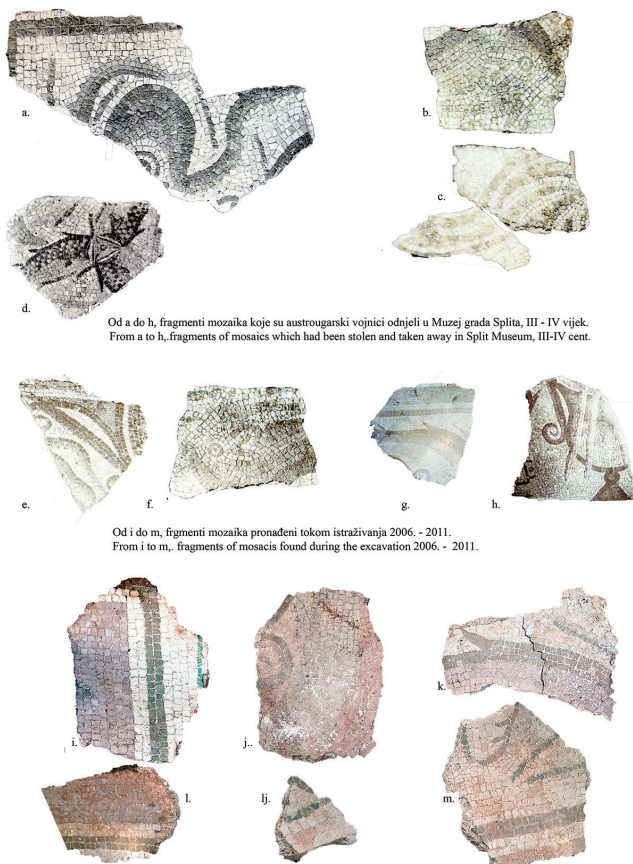 a.
b.
c.
d.
Od a do h, fragmenti mozaika koje su austrougarski vojnici odnjeli u Muzej grada Splita, III - IV vijek.
From a to h,.fragments of mosaics which had been stolen and taken away in Split Museum, III-IV cent.
e.
f.
g.
h.
Od i do m, frgmenti mozaika pronađeni tokom istraživanja 2006. - 2011.
From i to m,. fragments of mosacis found during the excavation 2006. - 2011.
i.
j..
k.
l.
lj.
m.